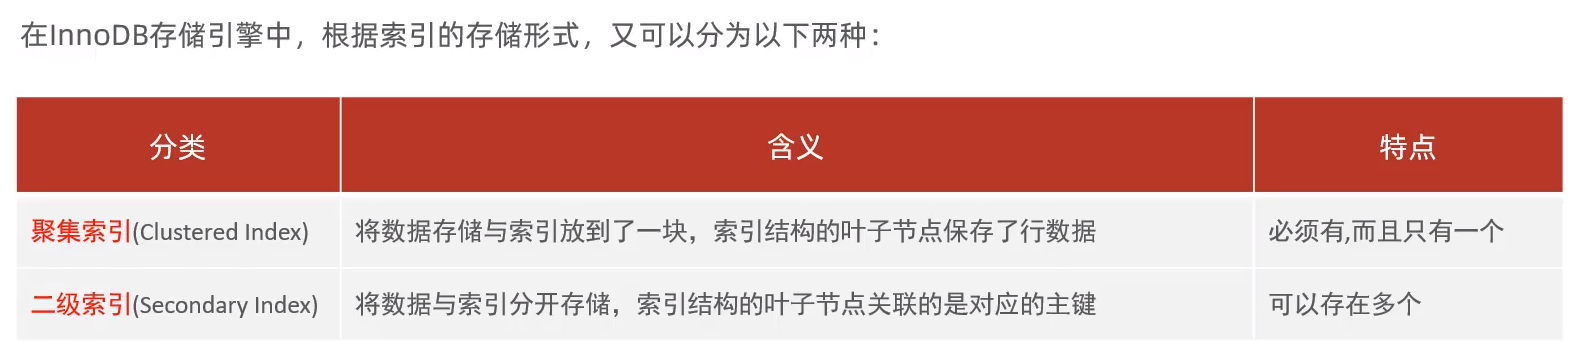 在InnoDB存储引擎中，根据索引的存储形式，又可以分为以下两种：
分类 含义 特点
聚集索引(Clustered Index) 将数据存储与索引放到了一块，索引结构的叶子节点保存了行数据 必须有,而且只有一个
二级索引(Secondary Index) 将数据与索引分开存储，索引结构的叶子节点关联的是对应的主键 可以存在多个